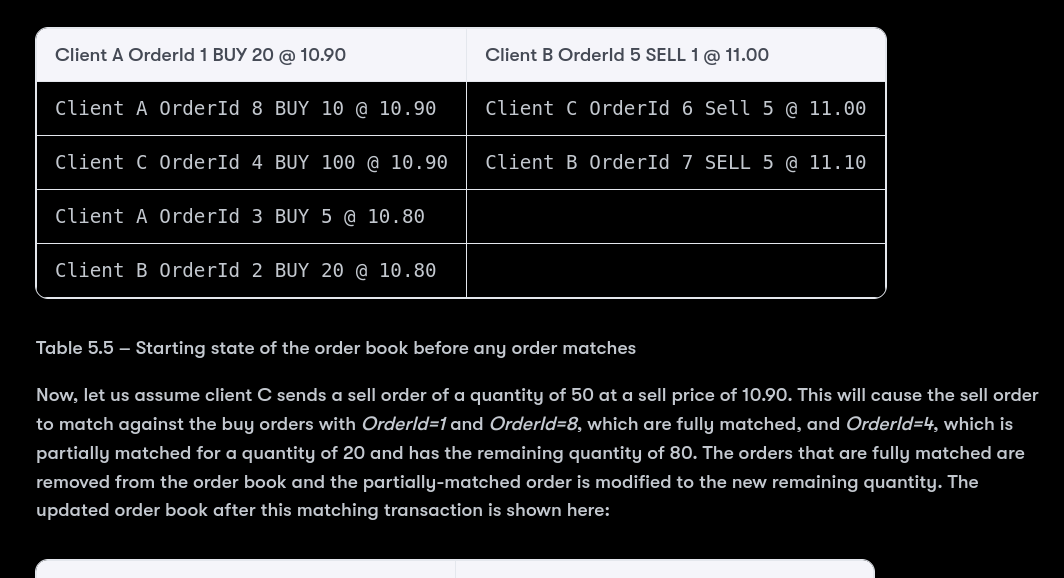 Client A OrderId 1 BUY 20 @ 10.90 Client B OrderId 5 SELL 1 @ 11.00
Client A OrderId 8 BUY 10 @ 10.90 Client C OrderId 6 Sell 5 @ 11.00
Client C OrderId 4 BUY 100 @ 10.90 Client B OrderId 7 SELL 5 @ 11.10
Client A OrderId 3 BUY 5 @ 10.80
Client B OrderId 2 BUY 20 @ 10.80
Table 5.5 – Starting state of the order book before any order matches
Now, let us assume client C sends a sell order of a quantity of 50 at a sell price of 10.90. This will cause the sell order
to match against the buy orders with OrderId=1 and OrderId=8, which are fully matched, and OrderId=4, which is
partially matched for a quantity of 20 and has the remaining quantity of 80. The orders that are fully matched are
removed from the order book and the partially-matched order is modified to the new remaining quantity. The
updated order book after this matching transaction is shown here: